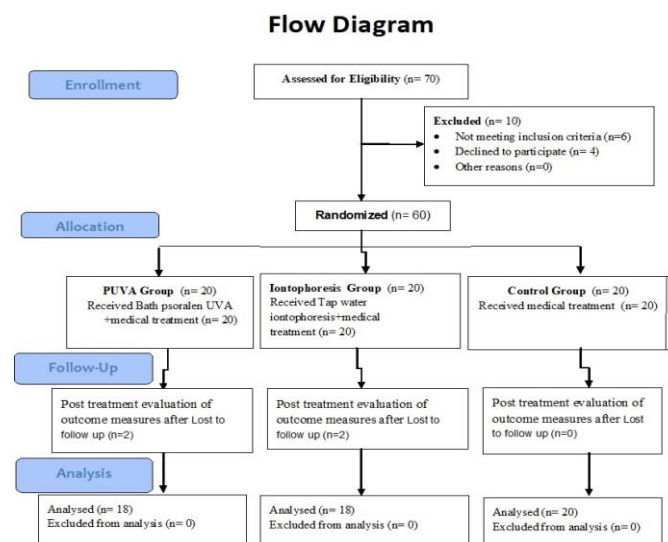 Flow Diagram
Enrollment
Assessed for Eligibility (n= 70)
Excluded (n= 10)
• Not meeting inclusion criteria (n=6)
• Declined to participate (n= 4)
• Other reasons (n=0)
Randomized (n= 60)
Allocation
PUVA Group (n= 20)
Received Bath psoralen UVA
+medical treatment (n= 20)
Iontophoresis Group (n= 20)
Received Tap water
iontophoresis+medical
treatment (n= 20)
Control Group (n= 20)
Received medical treatment (n= 20)
Follow-Up
Post treatment evaluation of
outcome measures after Lost to
follow up (n=2)
Post treatment evaluation of
outcome measures after Lost to
follow up (n=2)
Post treatment evaluation of
outcome measures after Lost
to follow up (n=0)
Analysis
Analysed (n= 18)
Excluded from analysis (n= 0)
Analysed (n= 18)
Excluded from analysis (n= 0)
Analysed (n= 20)
Excluded from analysis (n= 0)